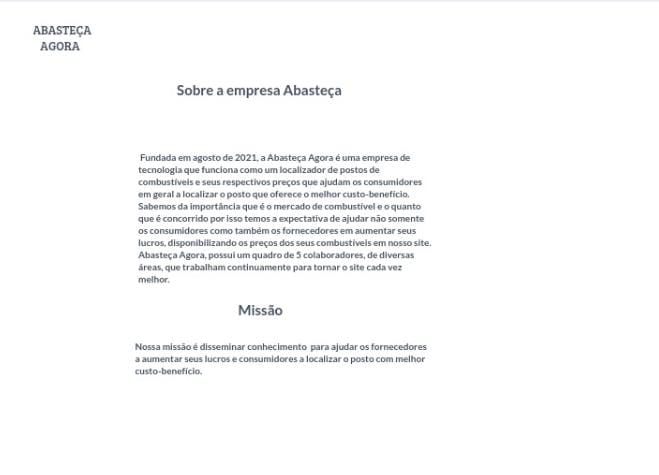 ABASTEÇA
AGORA
Sobre a empresa Abasteça
Fundada em agosto de 2021, a Abasteça Agora é uma empresa de
tecnologia que funciona como um localizador de postos de
combustíveis e seus respectivos preços que ajudam os consumidores
em geral a localizar o posto que oferece o melhor custo-benefício.
Sabemos da importância que é o mercado de combustível e o quanto
que é concorrido por isso temos a expectativa de ajudar não somente
os consumidores como também os fornecedores em aumentar seus
lucros, disponibilizando os preços dos seus combustíveis em nosso site.
Abasteça Agora, possui um quadro de 5 colaboradores, de diversas
áreas, que trabalham continuamente para tornar o site cada vez
melhor.
Missão
Nossa missão é disseminar conhecimento para ajudar os fornecedores
a aumentar seus lucros e consumidores a localizar o posto com melhor
custo-benefício.